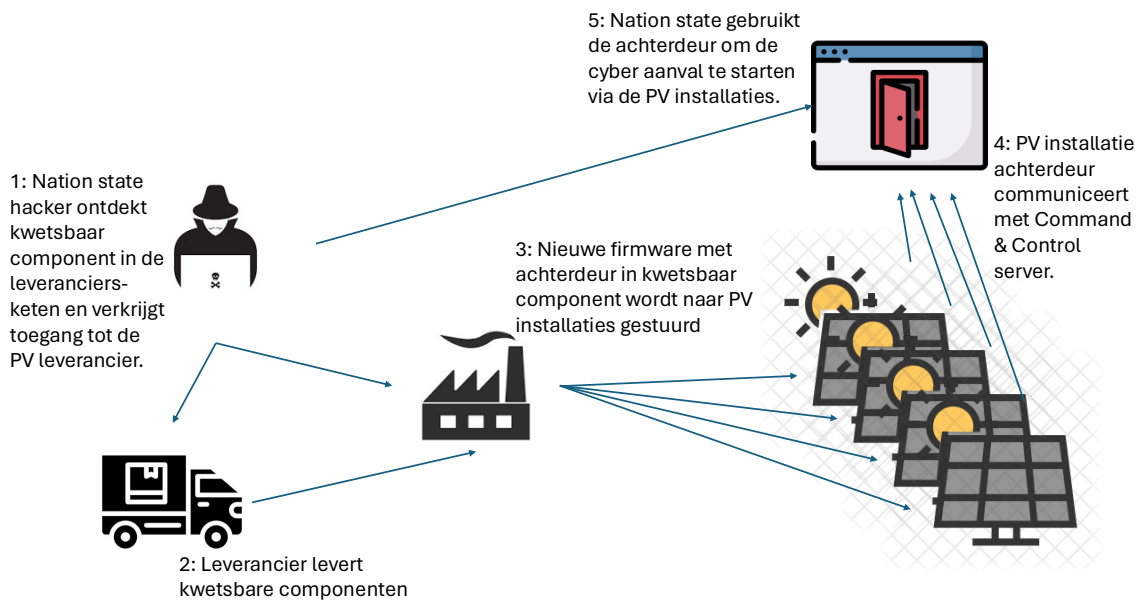 1: Nation state
hacker ontdekt
kwetsbaar
component in de
leveranciers-
keten en verkrijgt
toegang tot de
PV leverancier.
2: Leverancier levert
kwetsbare componenten
3: Nieuwe firmware met
achterdeur in kwetsbaar
component wordt naar PV
installaties gestuurd
4: PV installatie
achterdeur
communiceert
met Command
& Control
server.
5: Nation state gebruikt
de achterdeur om de
cyber aanval te starten
via de PV installaties.